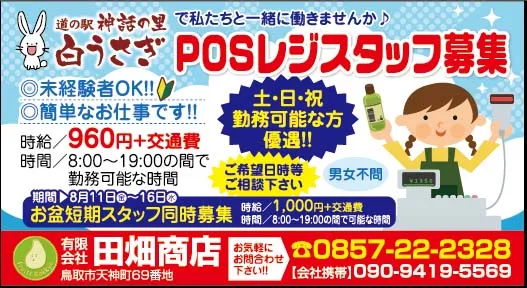 道の駅 神話の里
白うさぎ
で私たちと一緒に働きませんか♪
POSレジスタッフ募集
◎未経験者OK!!
◎簡単なお仕事です!!
時給/960円+交通費
時間/8:00〜19:00の間で
勤務可能な時間
土・日・祝
勤務可能な方
優遇!!
ご希望日時等
ご相談下さい
男女不問
期間▶8月11日㊎〜16日㊌
お盆短期スタッフ同時募集
時給/1,000円+交通費
時間/8:00〜19:00の間で可能な時間
有限会社 田畑商店
鳥取市天神町69番地
お気軽に
お問合わせ
下さい!!
☎0857-22-2328
【会社携帯】090-9419-5569